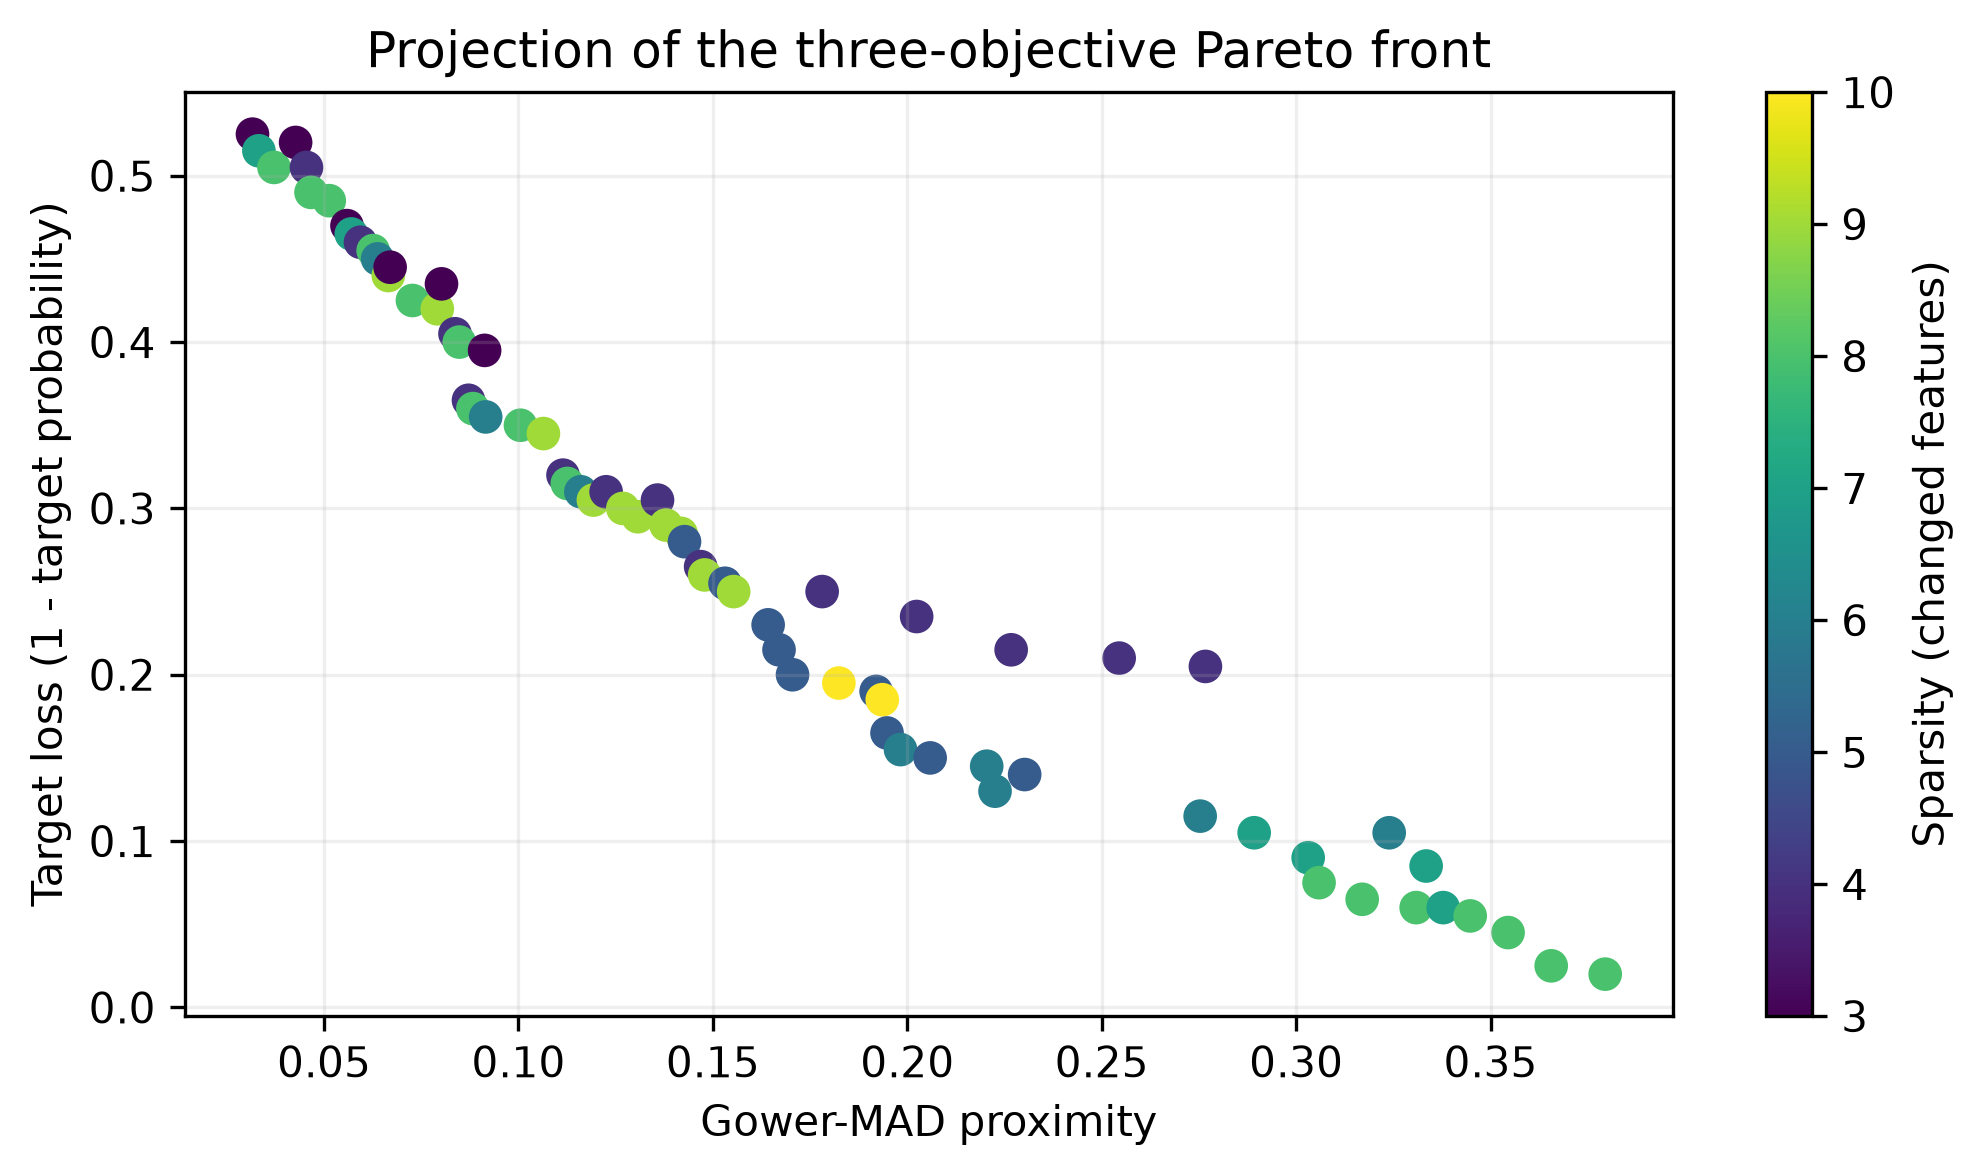 Projection of the three-objective Pareto front
Target loss (1 - target probability)
0.5
0.4
0.3
0.2
0.1
0.0
0.05 0.10 0.15 0.20 0.25 0.30 0.35
Gower-MAD proximity
10
9
8
7
6
5
4
3
Sparsity (changed features)